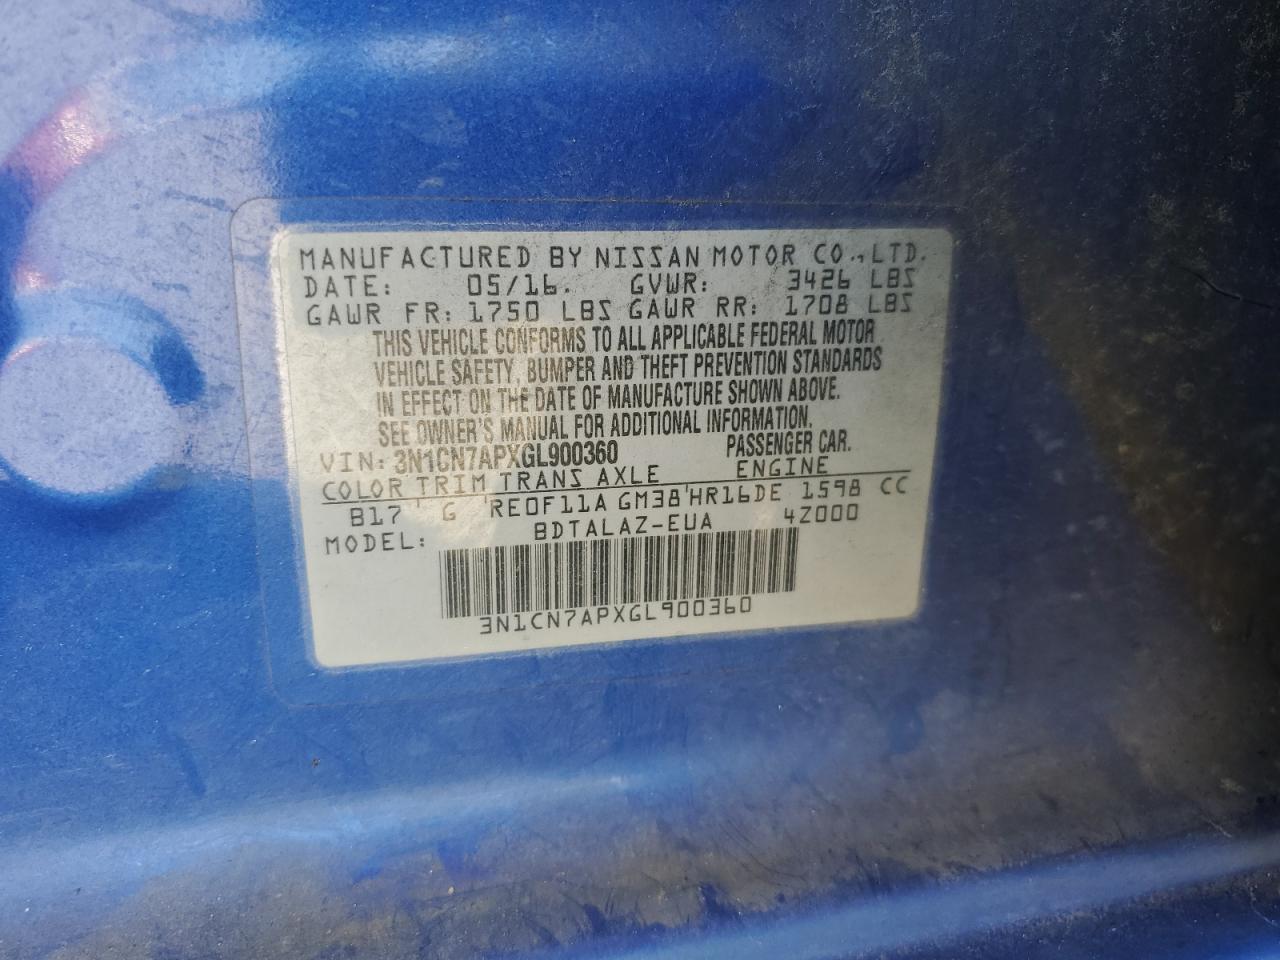 MANUFACTURED BY NISSAN MOTOR CO., LTD.
DATE: 05/16. GVWR: 3426 LBS
GAWR FR: 1750 LBS GAWR RR: 1708 LBS
THIS VEHICLE CONFORMS TO ALL APPLICABLE FEDERAL MOTOR
VEHICLE SAFETY, BUMPER AND THEFT PREVENTION STANDARDS
IN EFFECT ON THE DATE OF MANUFACTURE SHOWN ABOVE.
SEE OWNER'S MANUAL FOR ADDITIONAL INFORMATION.
VIN: 3N1CN7APXGL900360 PASSENGER CAR.
COLOR TRIM TRANS AXLE ENGINE
B17 ' G 'RE0F11A GM38'HR16DE 1598 CC
MODEL: BDTALAZ-EUA 4Z000
3N1CN7APXGL900360